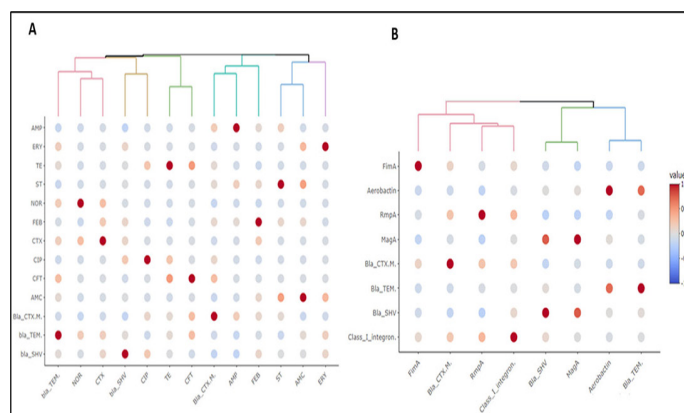 A
AMP
ERY
TE
ST
NOR
FEB
CTX
CIP
CFT
AMC
Bla_CTX.M.
bla_TEM.
bla_SHV
bla_TEM.
NOR
CTX
bla_SHV
CIP
TE
CFT
Bla_CTX.M.
AMP
FEB
ST
AMC
ERY
B
FimA
Aerobactin
RmpA
MagA
Bla_CTX.M.
Bla_TEM.
Bla_SHV
Class_1_integron.
FimA
Bla_CTX.M.
RmpA
Class_1_integron.
Bla_SHV
MagA
Aerobactin
Bla_TEM.
value